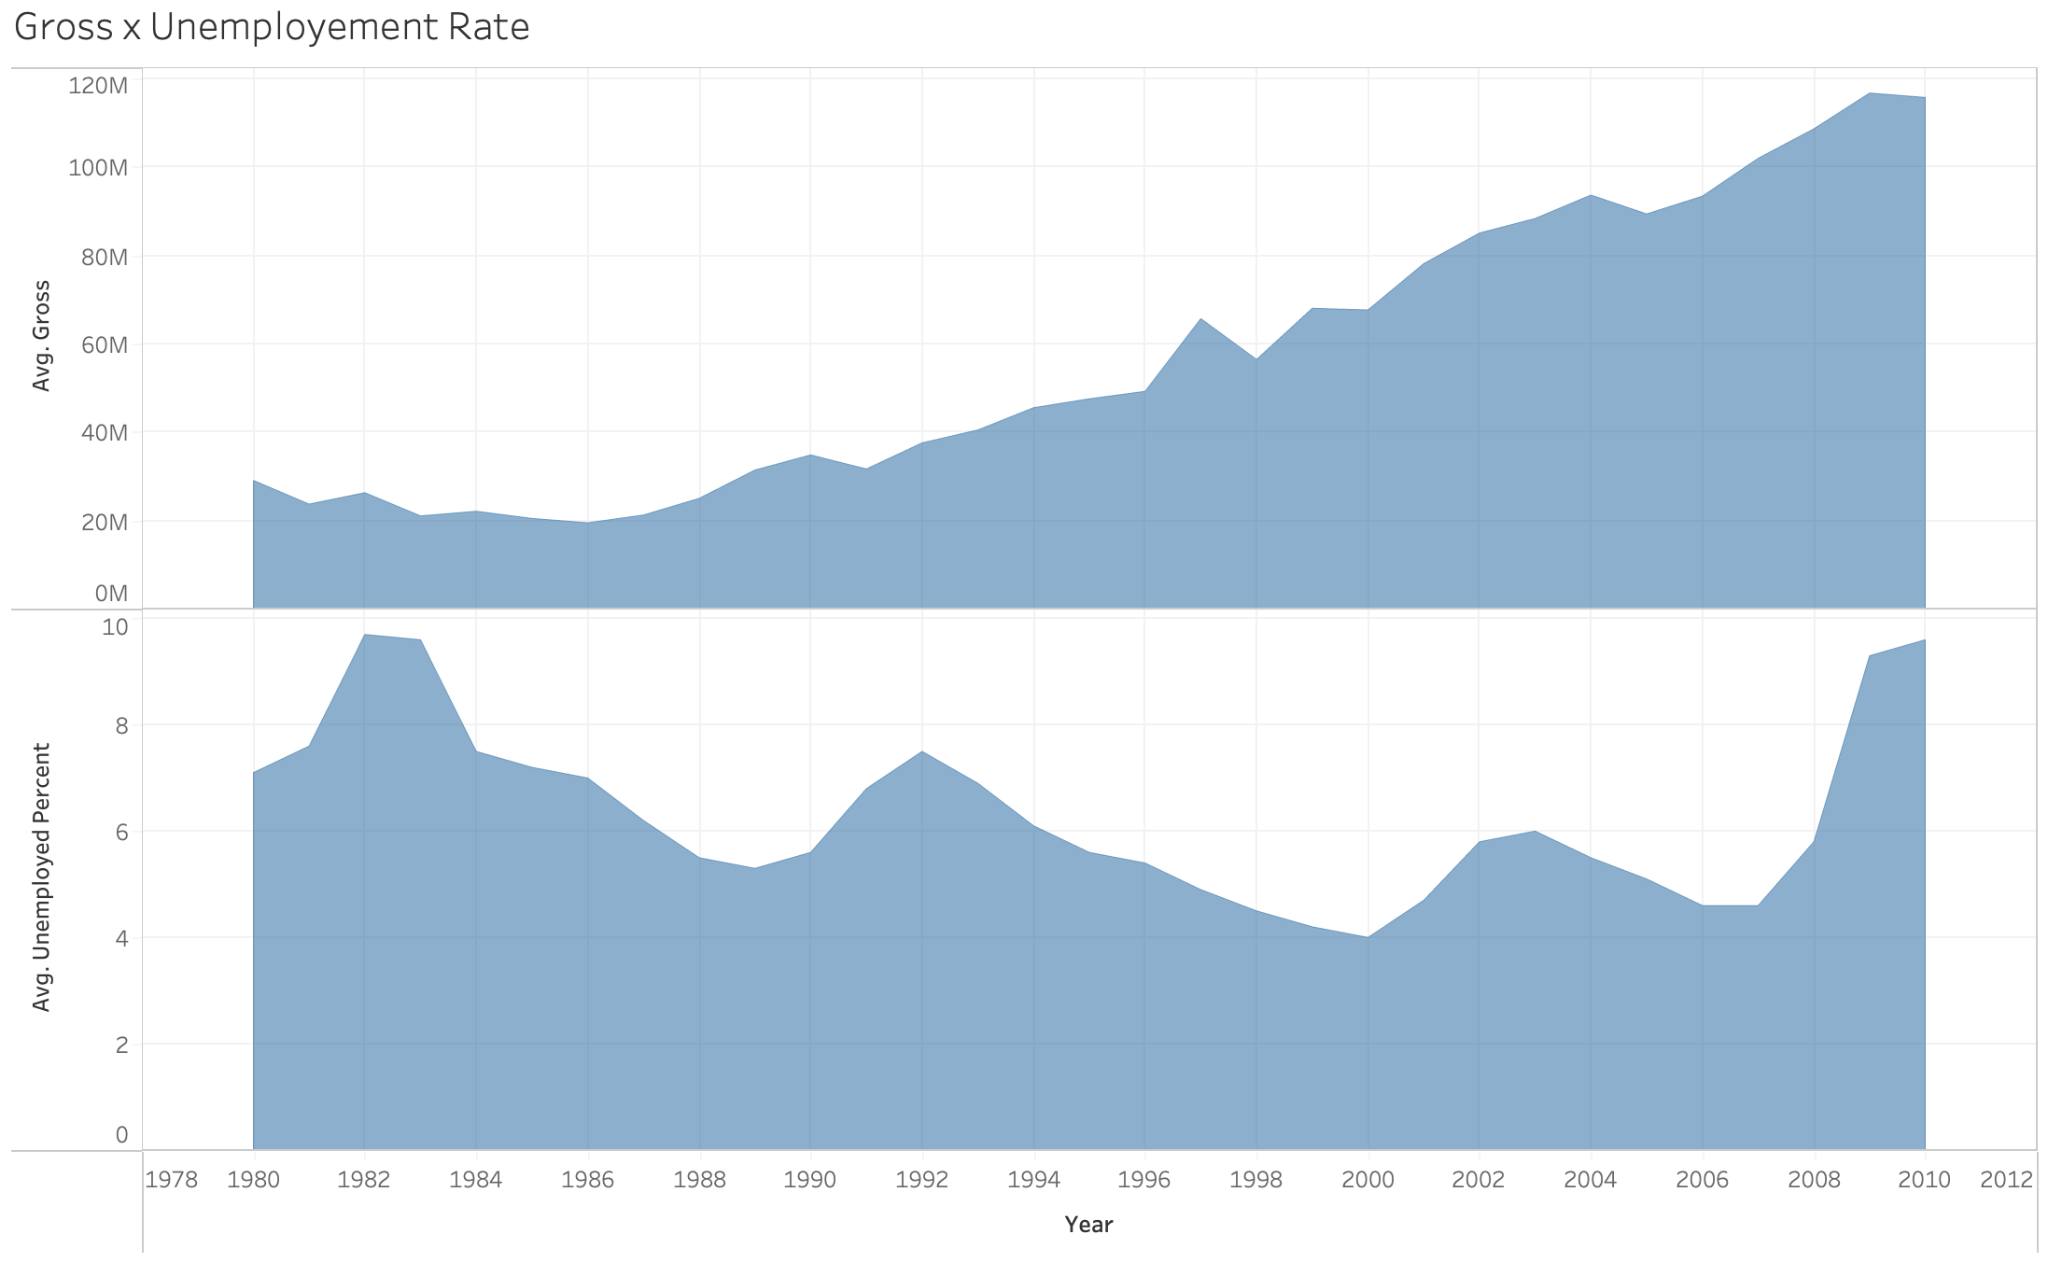 Gross x Unemployement Rate
120M
100M
80M
60M
40M
20M
0M
Avg. Gross
10
8
6
4
2
0
Avg. Unemployed Percent
1978 1980 1982 1984 1986 1988 1990 1992 1994 1996 1998 2000 2002 2004 2006 2008 2010 2012
Year